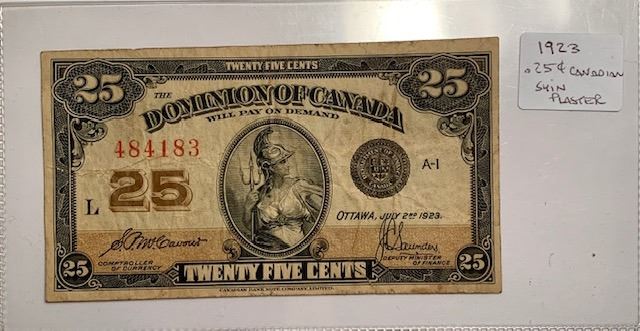 TWENTY FIVE CENTS
25 25
THE
DOMINION OF CANADA
WILL PAY ON DEMAND
484183
A-1
L 25
OTTAWA, JULY 2ND 1923.
COMPTROLLER
OF CURRENCY
J.C. Saunders
DEPUTY MINISTER
OF FINANCE
25 TWENTY FIVE CENTS 25
CANADIAN BANK NOTE COMPANY, LIMITED.
1923
.25¢ CANADIAN
SHIN
PLASTER